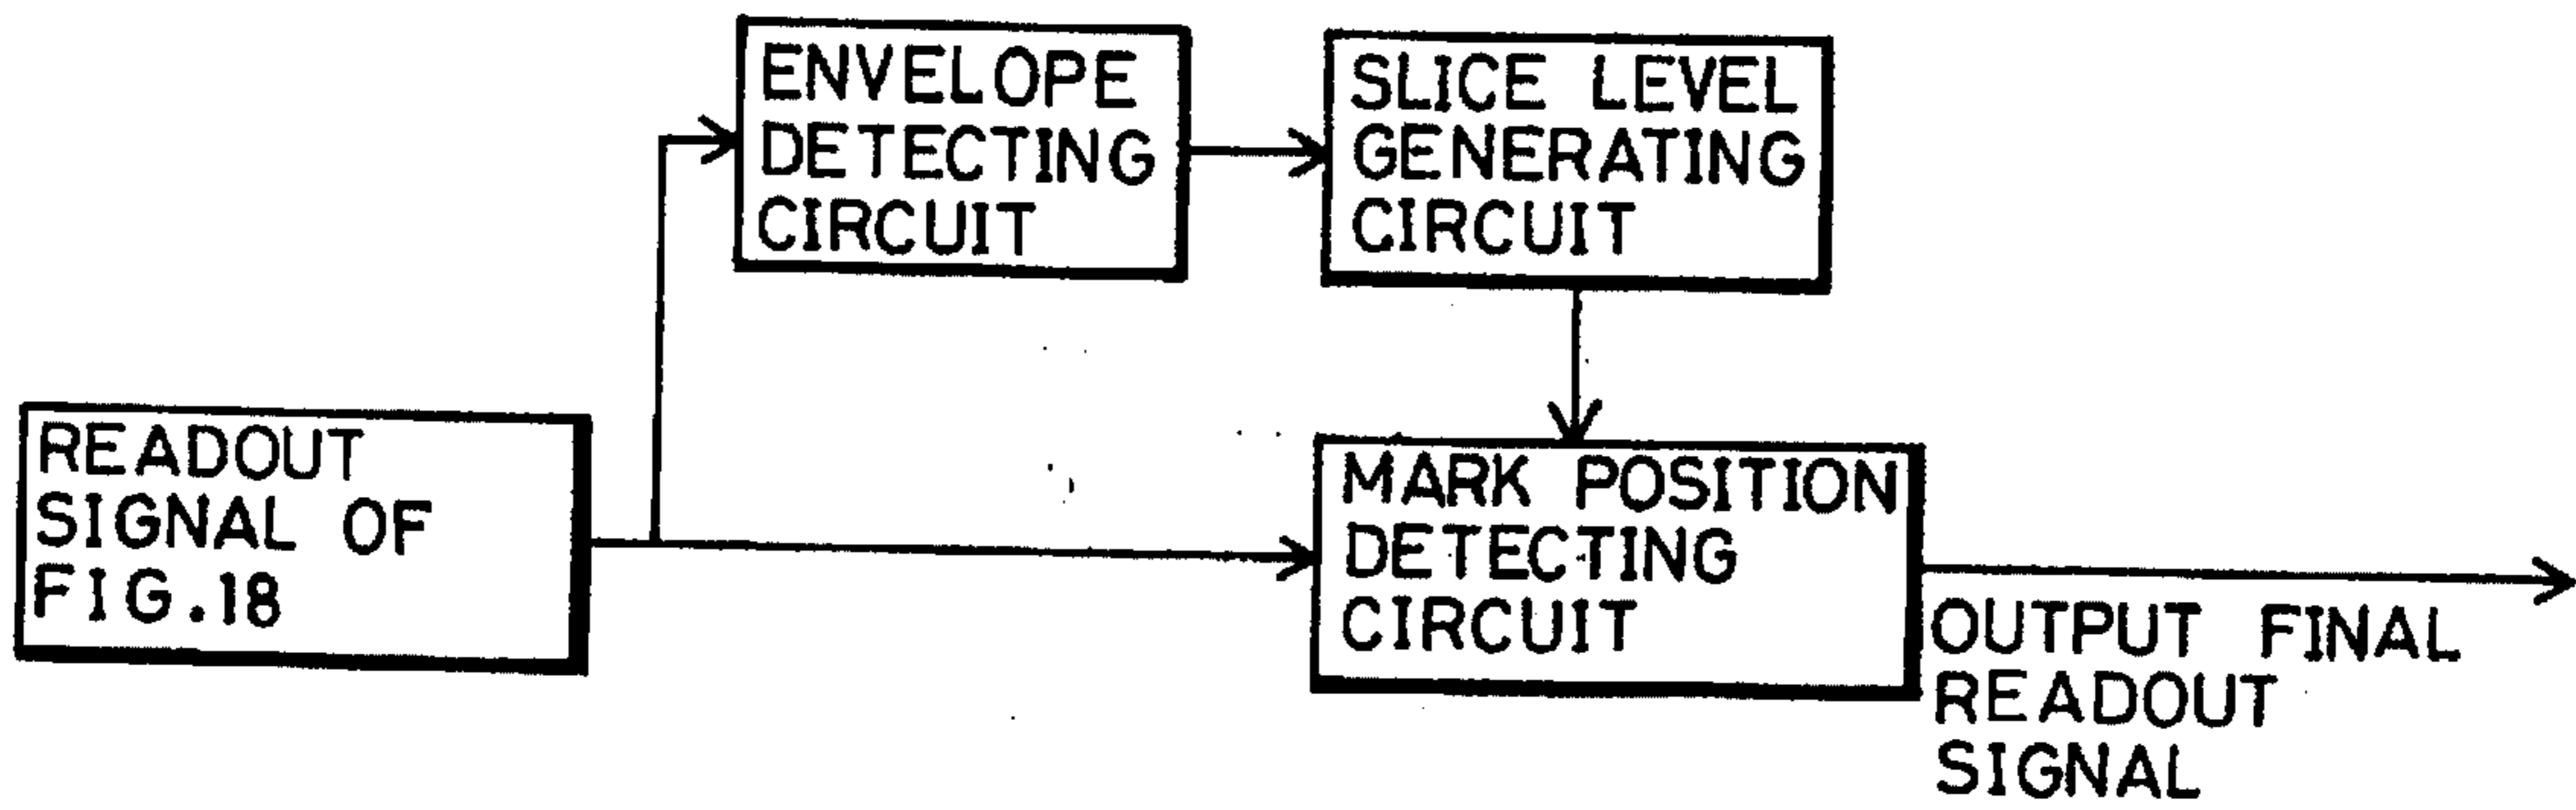 ENVELOPE
DETECTING
CIRCUIT
SLICE LEVEL
GENERATING
CIRCUIT
READOUT
SIGNAL OF
FIG.18
MARK POSITION
DETECTING
CIRCUIT
OUTPUT FINAL
READOUT
SIGNAL